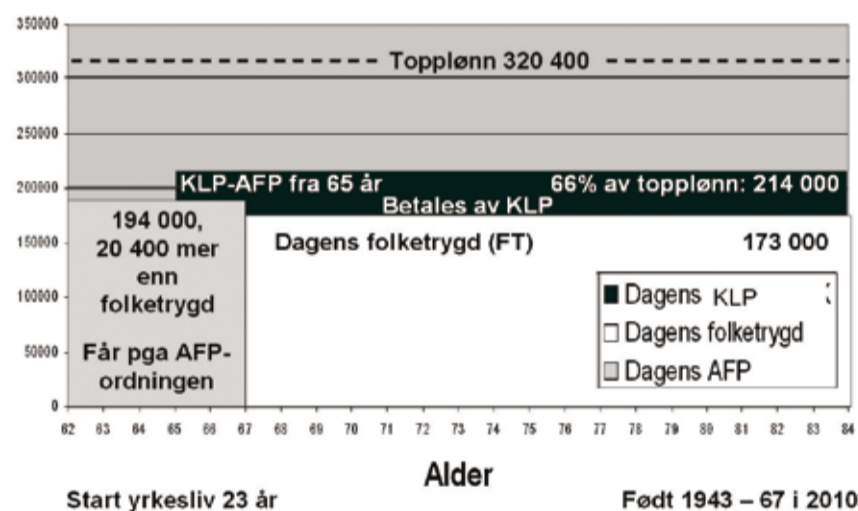 350000
300000
250000
200000
150000
100000
50000
0
Topplønn 320 400
KLP-AFP fra 65 år 66% av topplønn: 214 000
Betales av KLP
194 000,
20 400 mer
enn
folketrygd
Får pga AFP-
ordningen
Dagens folketrygd (FT) 173 000
Dagens KLP
Dagens folketrygd
Dagens AFP
62 63 64 65 66 67 68 69 70 71 72 73 74 75 76 77 78 79 80 81 82 83 84
Alder
Start yrkesliv 23 år Født 1943 – 67 i 2010